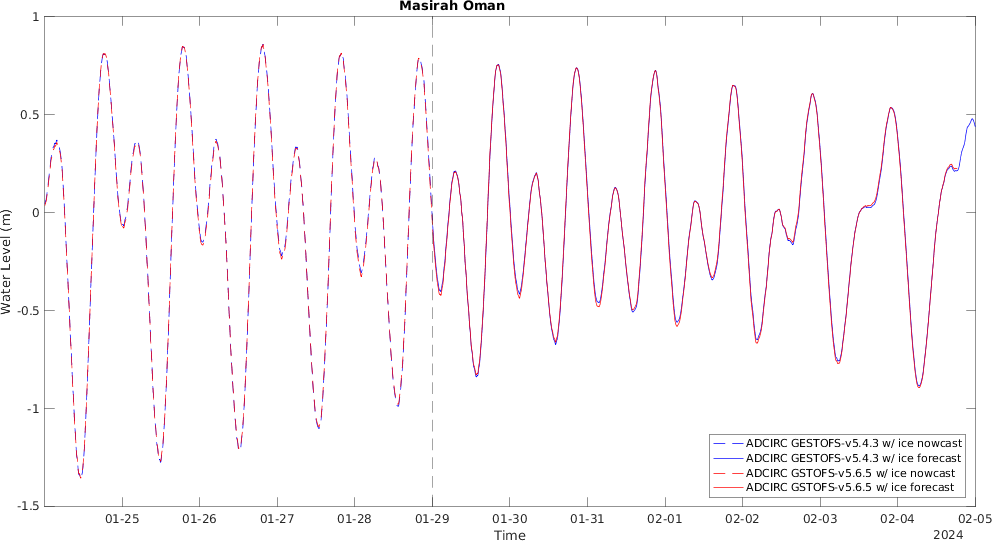 Masirah Oman
1
0.5
0
-0.5
-1
-1.5
Water Level (m)
01-25 01-26 01-27 01-28 01-29 01-30 01-31 02-01 02-02 02-03 02-04 02-05
Time
2024
ADCIRC GESTOFS-v5.4.3 w/ ice nowcast
ADCIRC GESTOFS-v5.4.3 w/ ice forecast
ADCIRC GSTOFS-v5.6.5 w/ ice nowcast
ADCIRC GSTOFS-v5.6.5 w/ ice forecast